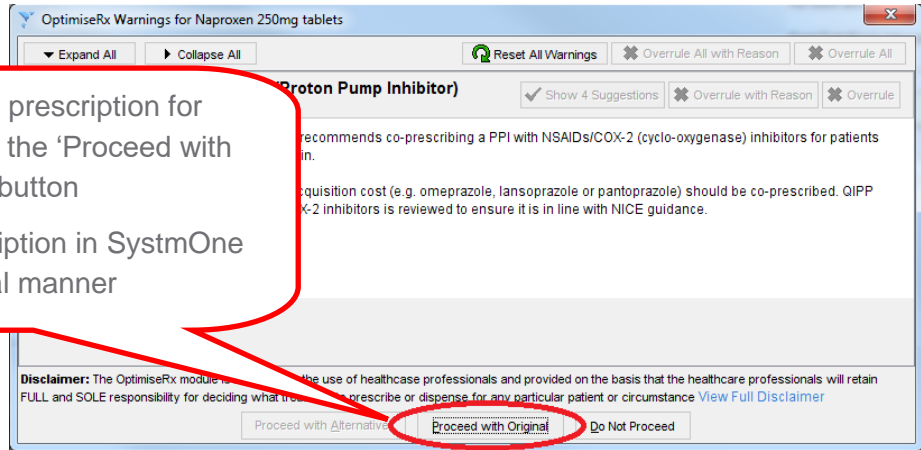 OptimiseRx Warnings for Naproxen 250mg tablets
Expand All Collapse All Reset All Warnings Overrule All with Reason Overrule All
Proton Pump Inhibitor) Show 4 Suggestions Overrule with Reason Overrule
prescription for
the ‘Proceed with
button
iption in SystmOne
al manner
recommends co-prescribing a PPI with NSAIDs/COX-2 (cyclo-oxygenase) inhibitors for patients
in.
cquisition cost (e.g. omeprazole, lansoprazole or pantoprazole) should be co-prescribed. QIPP
X-2 inhibitors is reviewed to ensure it is in line with NICE guidance.
Disclaimer: The OptimiseRx module is the use of healthcase professionals and provided on the basis that the healthcare professionals will retain
FULL and SOLE responsibility for deciding what prescribe or dispense for any particular patient or circumstance View Full Disclaimer
Proceed with Alternative Proceed with Original Do Not Proceed